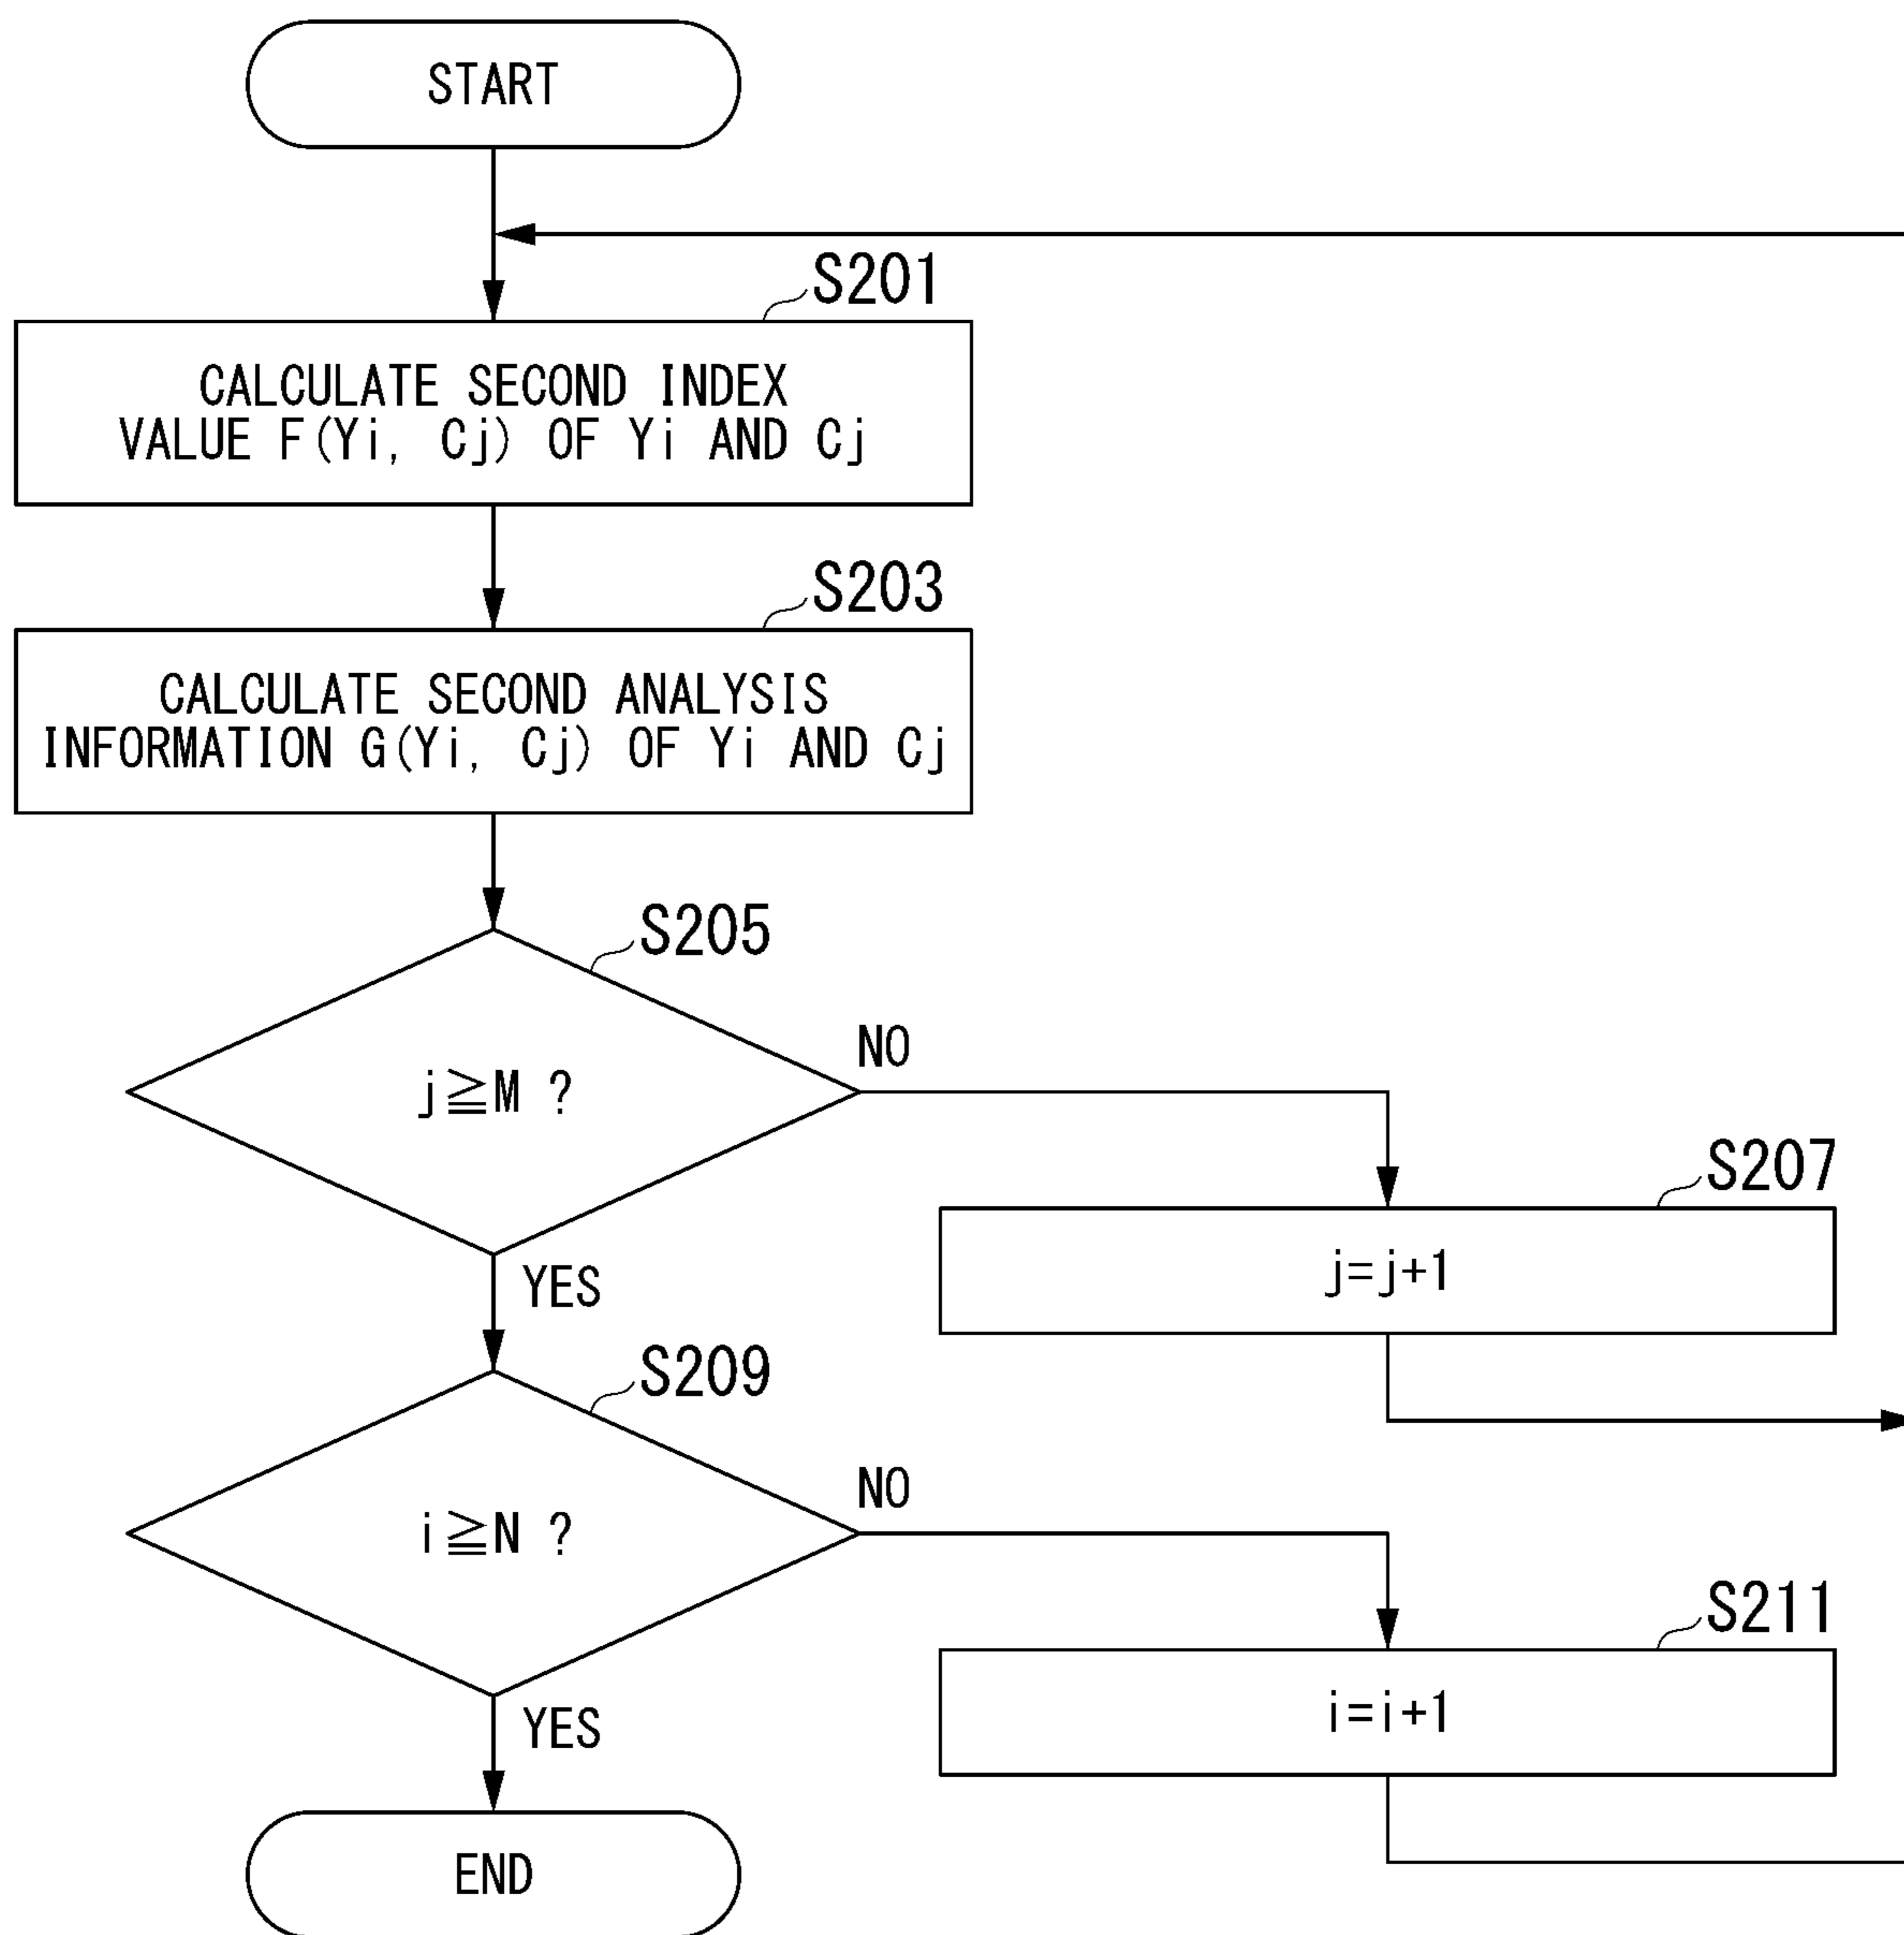 START
S201
CALCULATE SECOND INDEX
VALUE F(Yi, Cj) OF Yi AND Cj
S203
CALCULATE SECOND ANALYSIS
INFORMATION G(Yi, Cj) OF Yi AND Cj
S205
j≧M ?
NO
S207
j=j+1
YES
S209
i≧N ?
NO
S211
i=i+1
YES
END